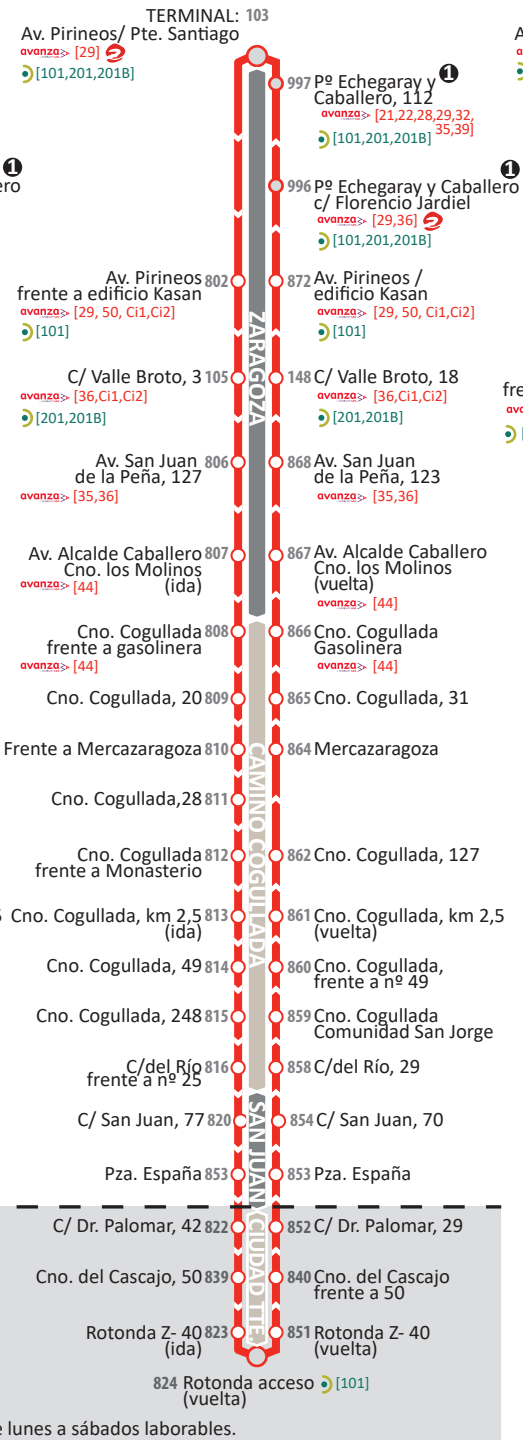 TERMINAL: 103
Av. Pirineos/ Pte. Santiago
avanza [29]
[101,201,201B]
A
997 Pº Echegaray y ❶
Caballero, 112
avanza [21,22,28,29,32,
35,39]
[101,201,201B]
❶
ero
❶
996 Pº Echegaray y Caballero
c/ Florencio Jardiel
avanza [29,36]
[101,201,201B]
Av. Pirineos 802
frente a edificio Kasan
avanza [29, 50, Ci1,Ci2]
[101]
872 Av. Pirineos /
edificio Kasan
avanza [29, 50, Ci1,Ci2]
[101]
ZARAGOZA
C/ Valle Broto, 3 105
avanza [36,Ci1,Ci2]
[201,201B]
148 C/ Valle Broto, 18
avanza [36,Ci1,Ci2]
[201,201B]
fre
Av. San Juan
de la Peña, 127
806
avanza [35,36]
868 Av. San Juan
de la Peña, 123
avanza [35,36]
Av. Alcalde Caballero 807
Cno. los Molinos
(ida)
avanza [44]
867 Av. Alcalde Caballero
Cno. los Molinos
(vuelta)
avanza [44]
Cno. Cogullada 808
frente a gasolinera
avanza [44]
866 Cno. Cogullada
Gasolinera
avanza [44]
Cno. Cogullada, 20 809
865 Cno. Cogullada, 31
Frente a Mercazaragoza 810
864 Mercazaragoza
CAMINO COGULLADA
Cno. Cogullada,28 811
Cno. Cogullada 812
frente a Monasterio
862 Cno. Cogullada, 127
5 Cno. Cogullada, km 2,5 813
(ida)
861 Cno. Cogullada, km 2,5
(vuelta)
Cno. Cogullada, 49 814
860 Cno. Cogullada,
frente a nº 49
Cno. Cogullada, 248 815
859 Cno. Cogullada
Comunidad San Jorge
C/del Río 816
frente a nº 25
858 C/del Río, 29
C/ San Juan, 77 820
854 C/ San Juan, 70
SAN JUAN
Pza. España 853
853 Pza. España
C/ Dr. Palomar, 42 822
852 C/ Dr. Palomar, 29
Cno. del Cascajo, 50 839
840 Cno. del Cascajo
frente a 50
CIUDAD TTE.
Rotonda Z- 40 823
(ida)
851 Rotonda Z- 40
(vuelta)
824 Rotonda acceso [101]
(vuelta)
e lunes a sábados laborables.